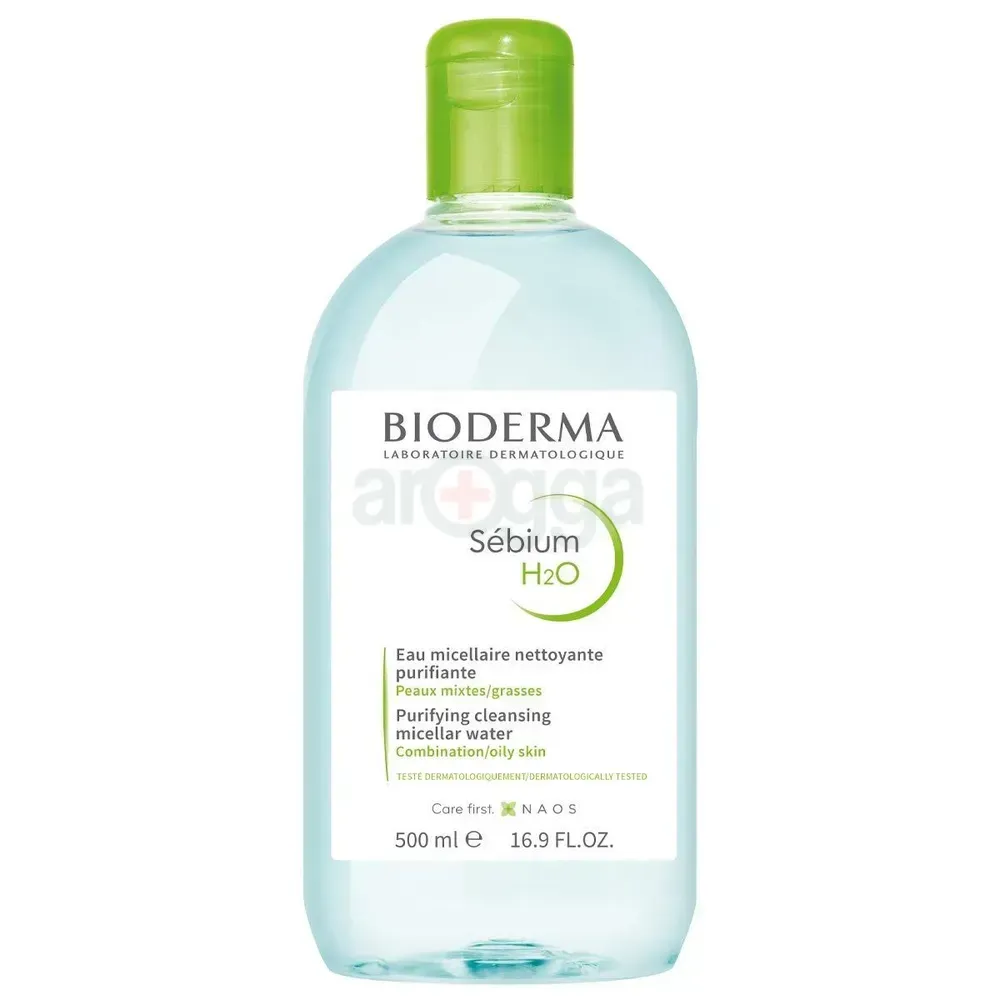 BIODERMA
LABORATOIRE DERMATOLOGIQUE
arogga
Sébium
H2O
Eau micellaire nettoyante
purifiante
Peaux mixtes/grasses
Purifying cleansing
micellar water
Combination/oily skin
TESTÉ DERMATOLOGIQUEMENT/DERMATOLOGICALLY TESTED
Care first. NAOS
500 ml ℮ 16.9 FL.OZ.